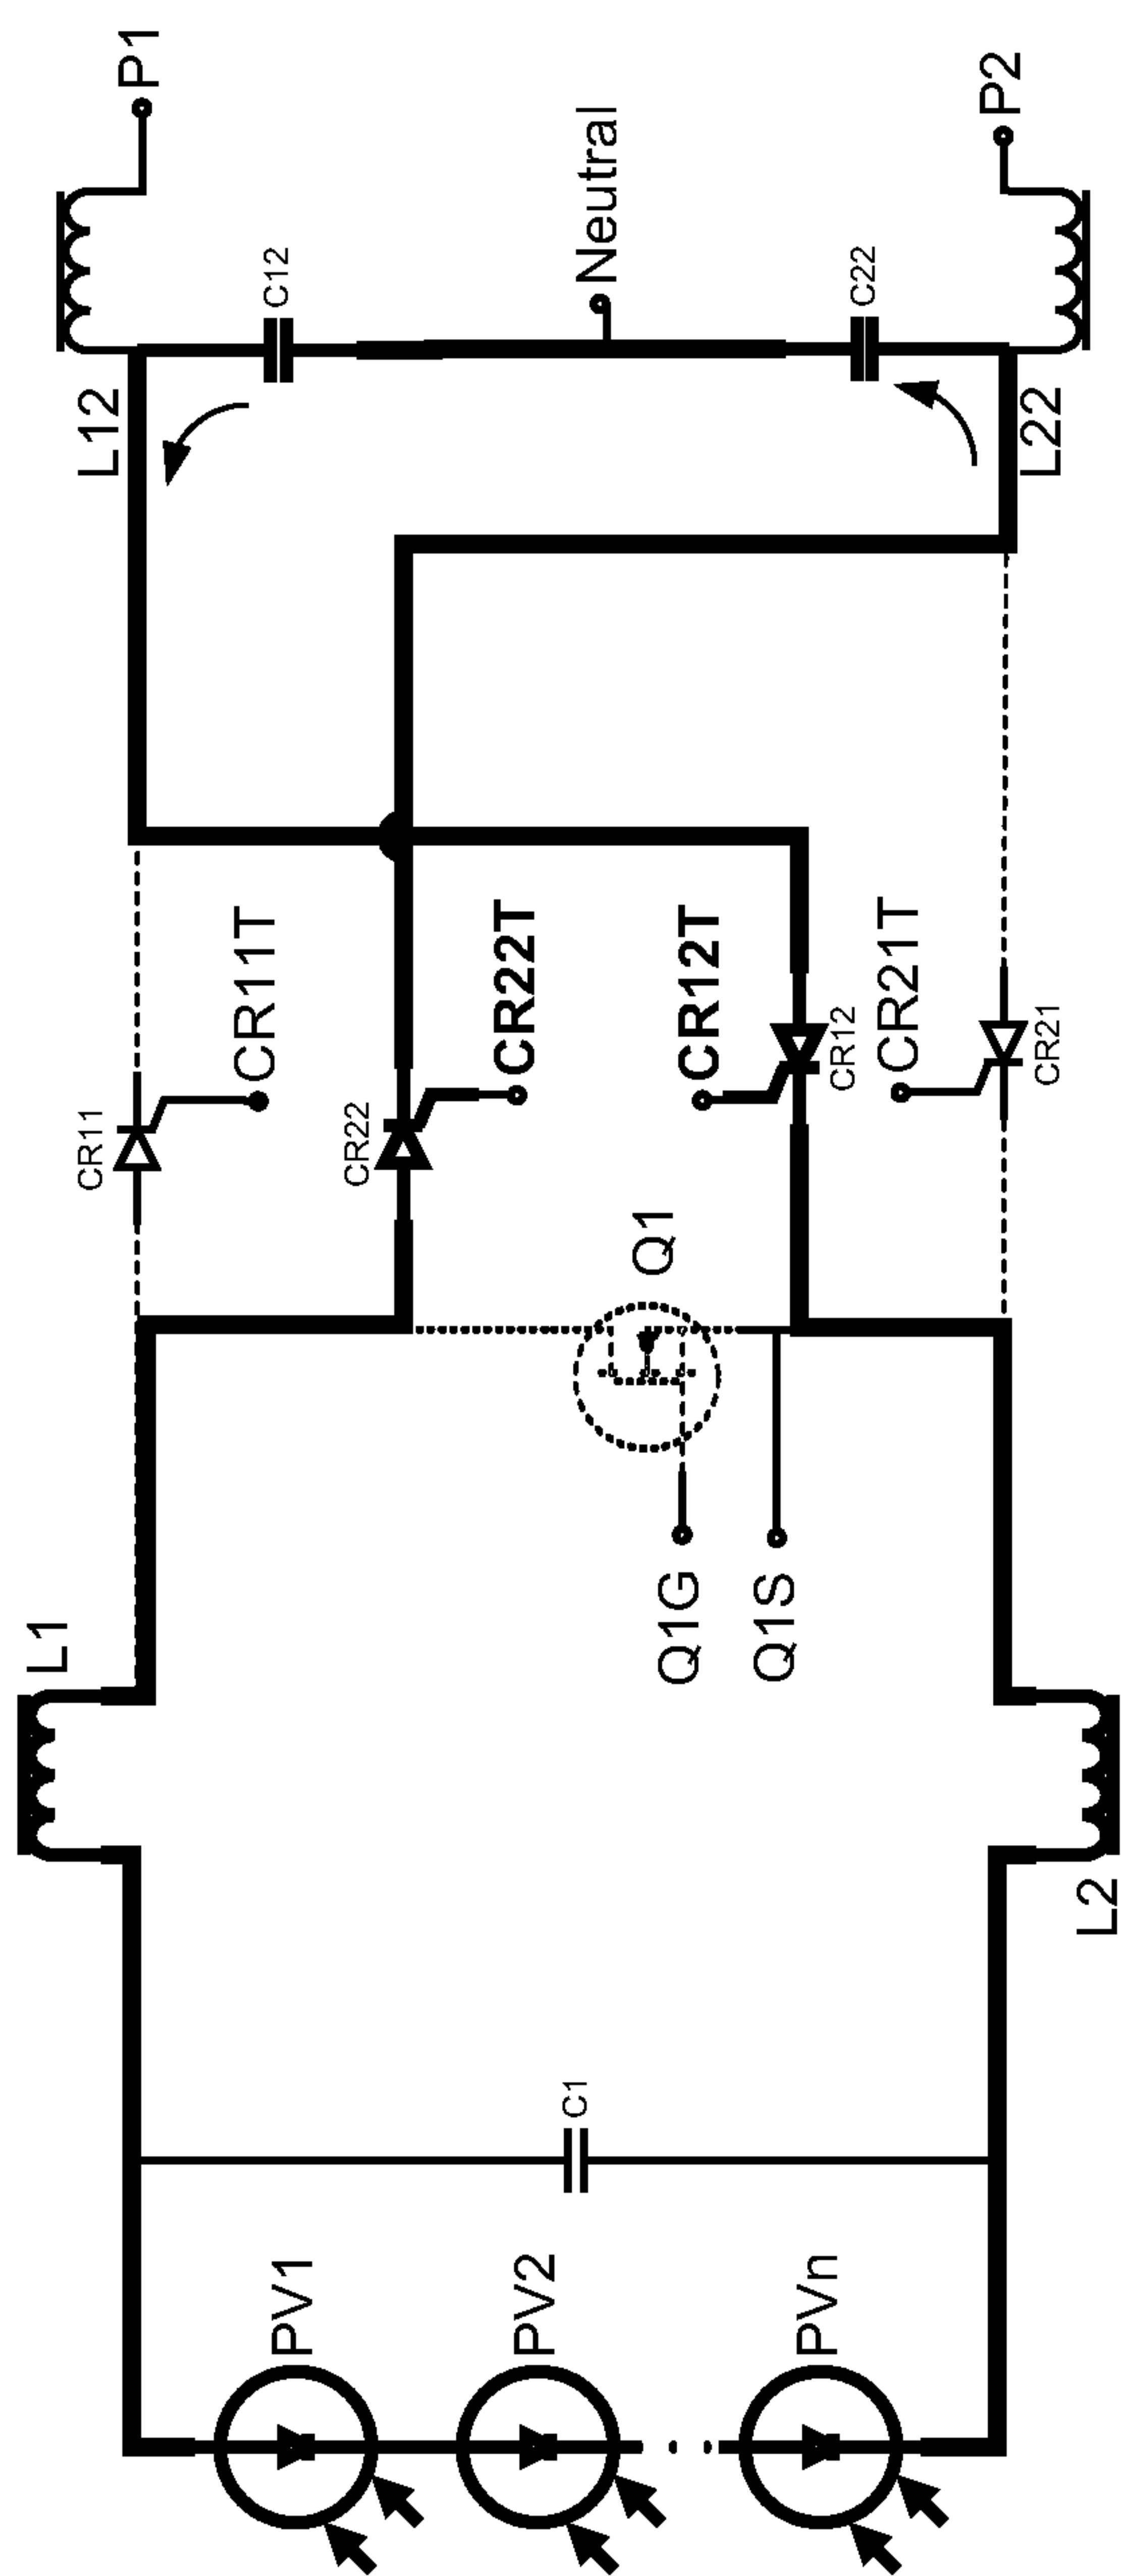 P1
P2
Neutral
C12
C22
L12
L22
CR11T
CR22T
CR12T
CR21T
CR11
CR22
CR12
CR21
Q1
Q1G
Q1S
L1
L2
C1
PV1
PV2
PVn